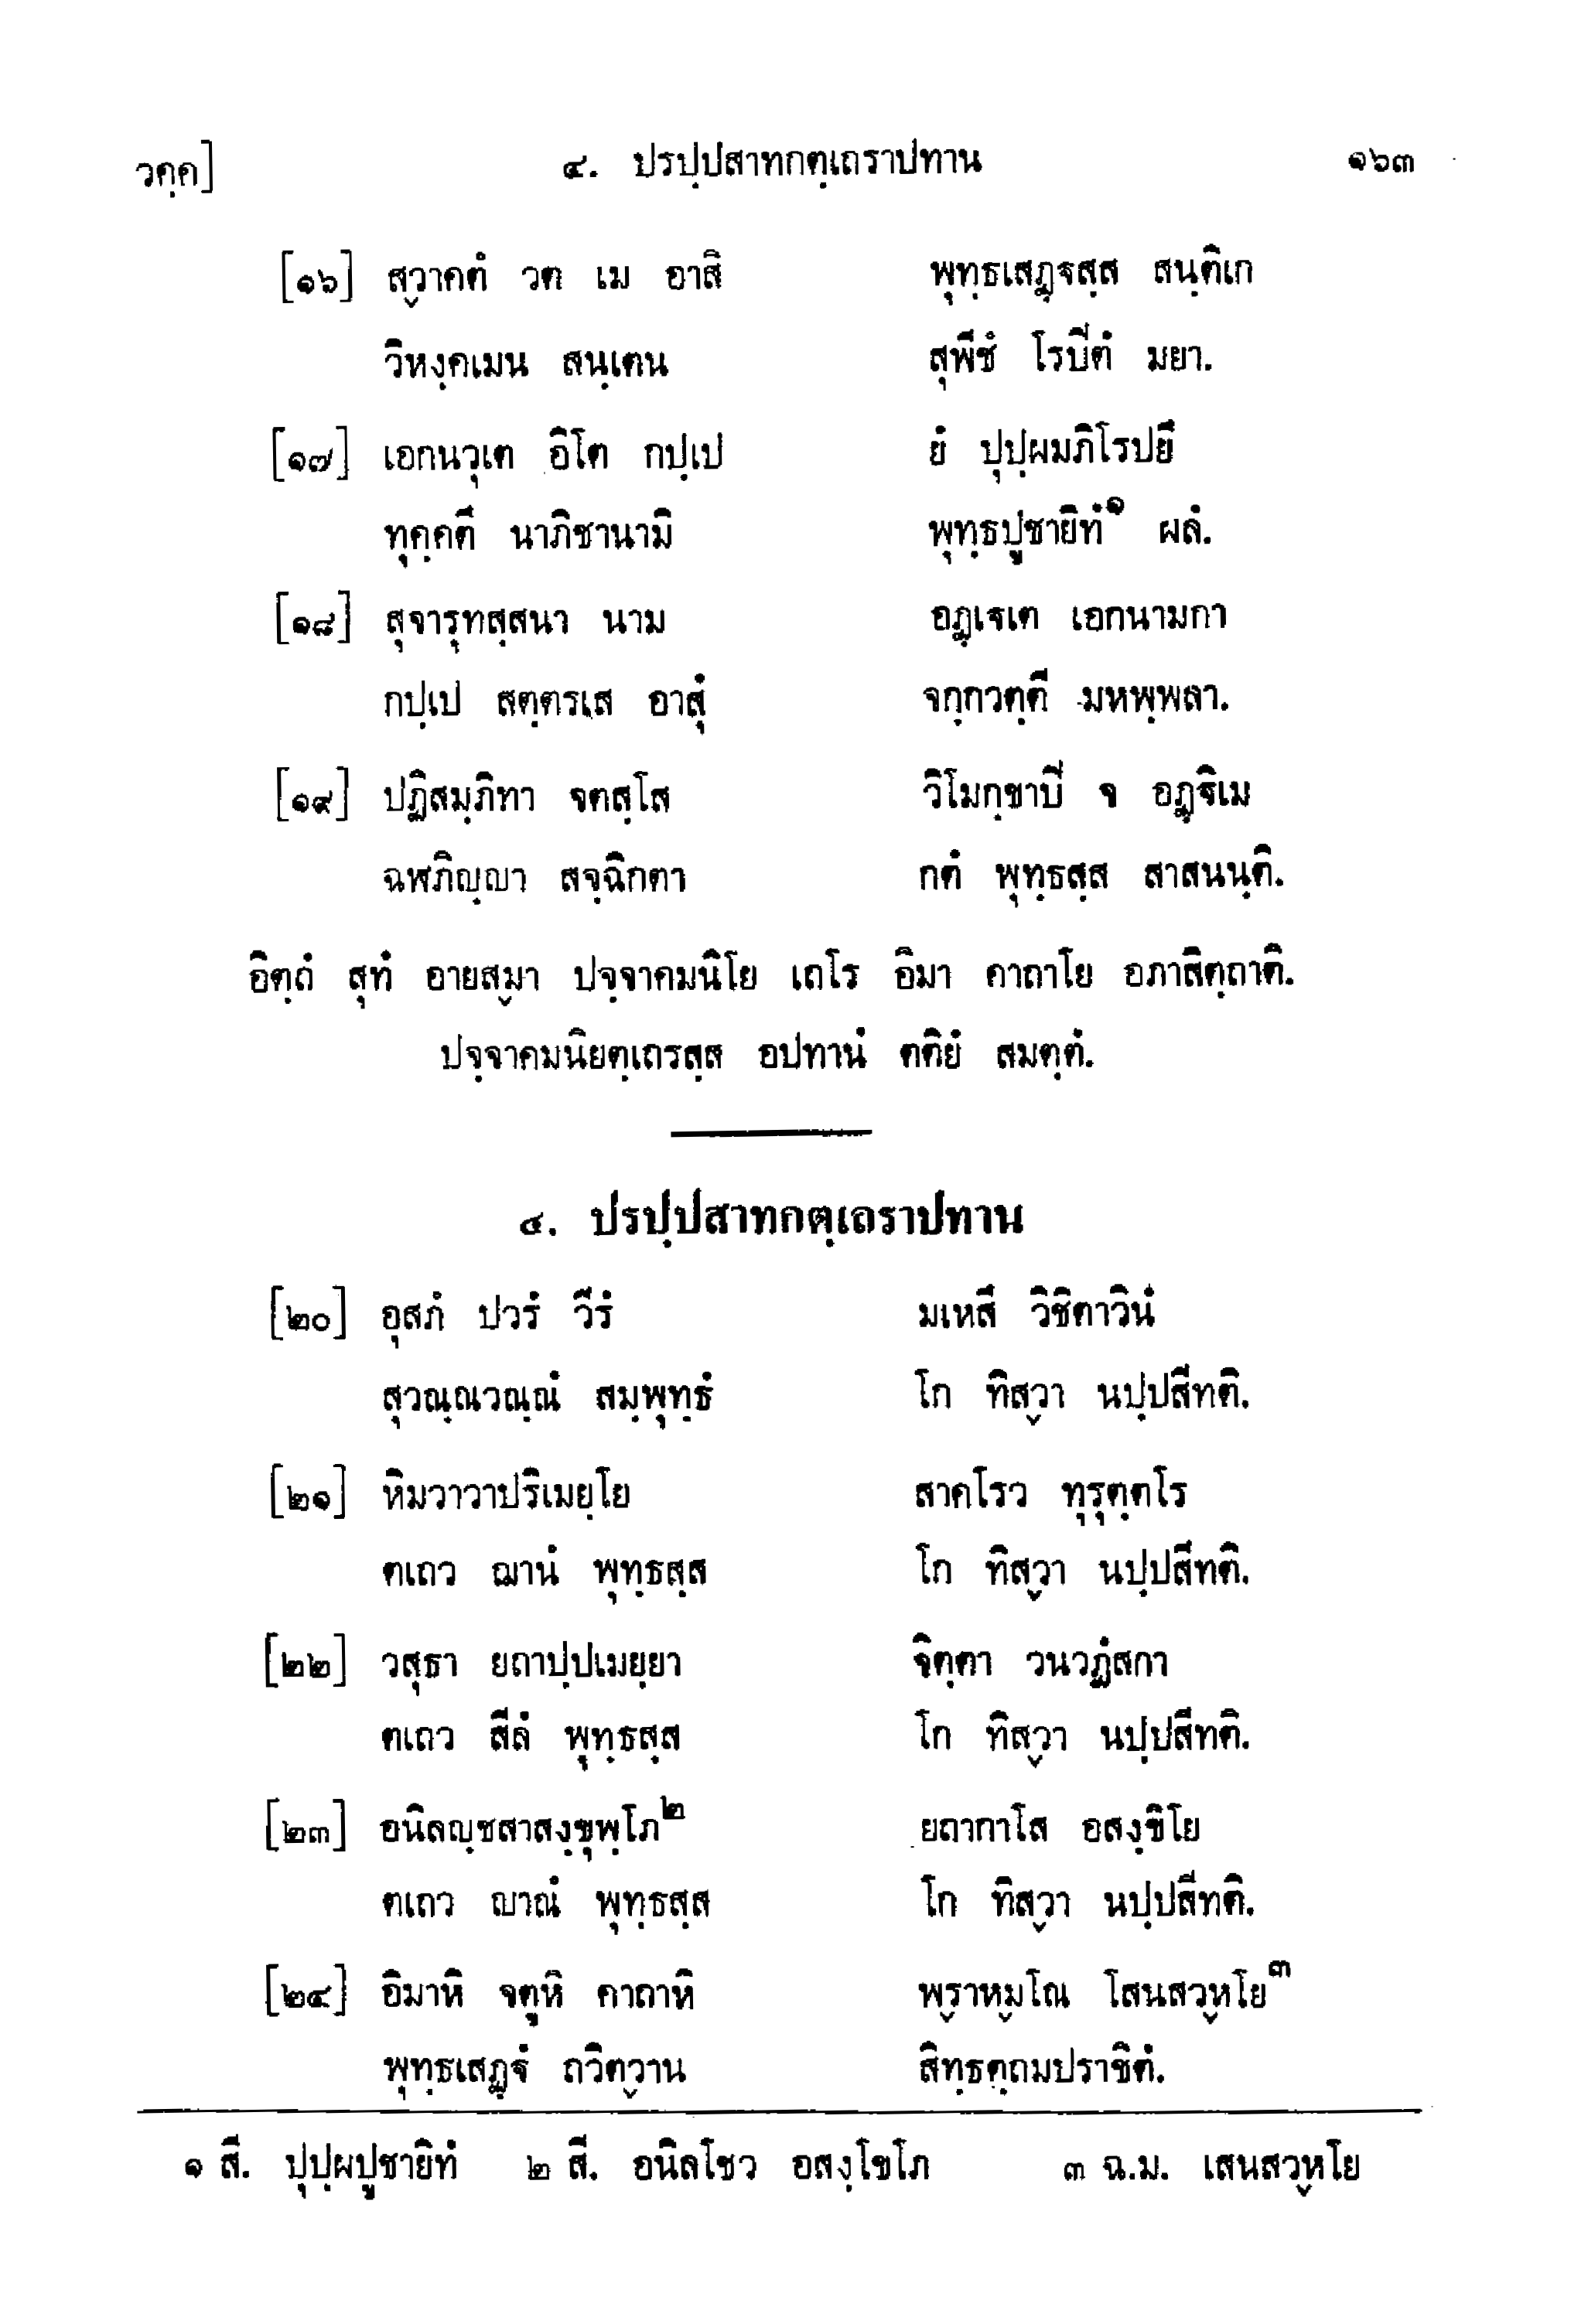 วคฺค] ๔. ปรปฺปสาทกตฺเถราปทาน ๑๖๓
[๑๖] สฺวาคตํ วต เม อาสิ พุทฺธเสฏฺฐสฺส สนฺติเก
วิหงฺคเมน สนฺเตน สุพีชํ โรปิตํ มยา.
[๑๗] เอกนวุเต อิโต กปฺเป ยํ ปุปฺผมภิโรปยึ
ทุคฺคตึ นาภิชานามิ พุทฺธปูชายิทํ๑ ผลํ.
[๑๘] สุจารุทสฺสนา นาม อฏฺเฐเต เอกนามกา
กปฺเป สตฺตรเส อาสุํ จกฺกวตฺตี มหพฺพลา.
[๑๙] ปฏิสมฺภิทา จตสฺโส วิโมกฺขาปิ จ อฏฺฐิเม
ฉฬภิญฺญา สจฺฉิกตา กตํ พุทฺธสฺส สาสนนฺติ.
อิตฺถํ สุทํ อายสฺมา ปจฺจาคมนิโย เถโร อิมา คาถาโย อภาสิตฺถาติ.
ปจฺจาคมนิยตฺเถรสฺส อปทานํ ตติยํ สมตฺตํ.
๔. ปรปฺปสาทกตฺเถราปทาน
[๒๐] อุสภํ ปวรํ วีรํ มเหสึ วิชิตาวินํ
สุวณฺณวณฺณํ สมฺพุทฺธํ โก ทิสฺวา นปฺปสีทติ.
[๒๑] หิมวาวาปริเมยฺโย สาคโรว ทุรุตฺตโร
ตเถว ฌานํ พุทฺธสฺส โก ทิสฺวา นปฺปสีทติ.
[๒๒] วสุธา ยถาปฺปเมยฺยา จิตฺตา วนวฏํสกา
ตเถว สีลํ พุทฺธสฺส โก ทิสฺวา นปฺปสีทติ.
[๒๓] อนิลญฺชสาสงฺขุพฺโภ๒ ยถากาโส อสงฺขิโย
ตเถว ญาณํ พุทฺธสฺส โก ทิสฺวา นปฺปสีทติ.
[๒๔] อิมาหิ จตูหิ คาถาหิ พฺราหฺมโณ โสนสวฺหโย๓
พุทฺธเสฏฺฐํ ถวิตฺวาน สิทฺธตฺถมปราชิตํ.
๑ สี. ปุปฺผปูชายิทํ ๒ สี. อนิลโชว อสงฺโขโภ ๓ ฉ.ม. เสนสวฺหโย